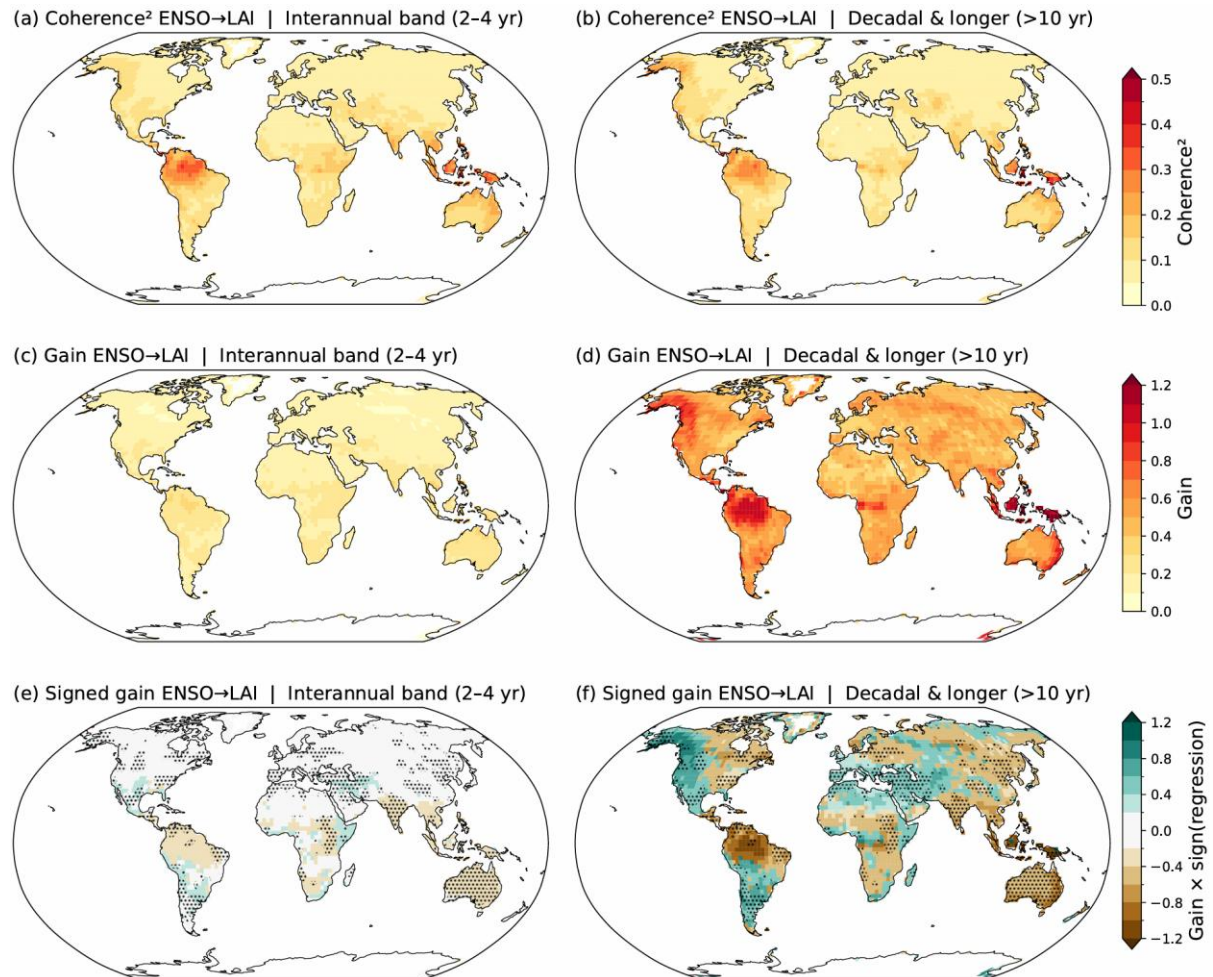 (a) Coherence² ENSO→LAI | Interannual band (2–4 yr)
(b) Coherence² ENSO→LAI | Decadal & longer (>10 yr)
0.5
0.4
0.3
0.2
0.1
0.0
Coherence²
(c) Gain ENSO→LAI | Interannual band (2–4 yr)
(d) Gain ENSO→LAI | Decadal & longer (>10 yr)
1.2
1.0
0.8
0.6
0.4
0.2
0.0
Gain
(e) Signed gain ENSO→LAI | Interannual band (2–4 yr)
(f) Signed gain ENSO→LAI | Decadal & longer (>10 yr)
1.2
0.8
0.4
0.0
−0.4
−0.8
−1.2
Gain × sign(regression)